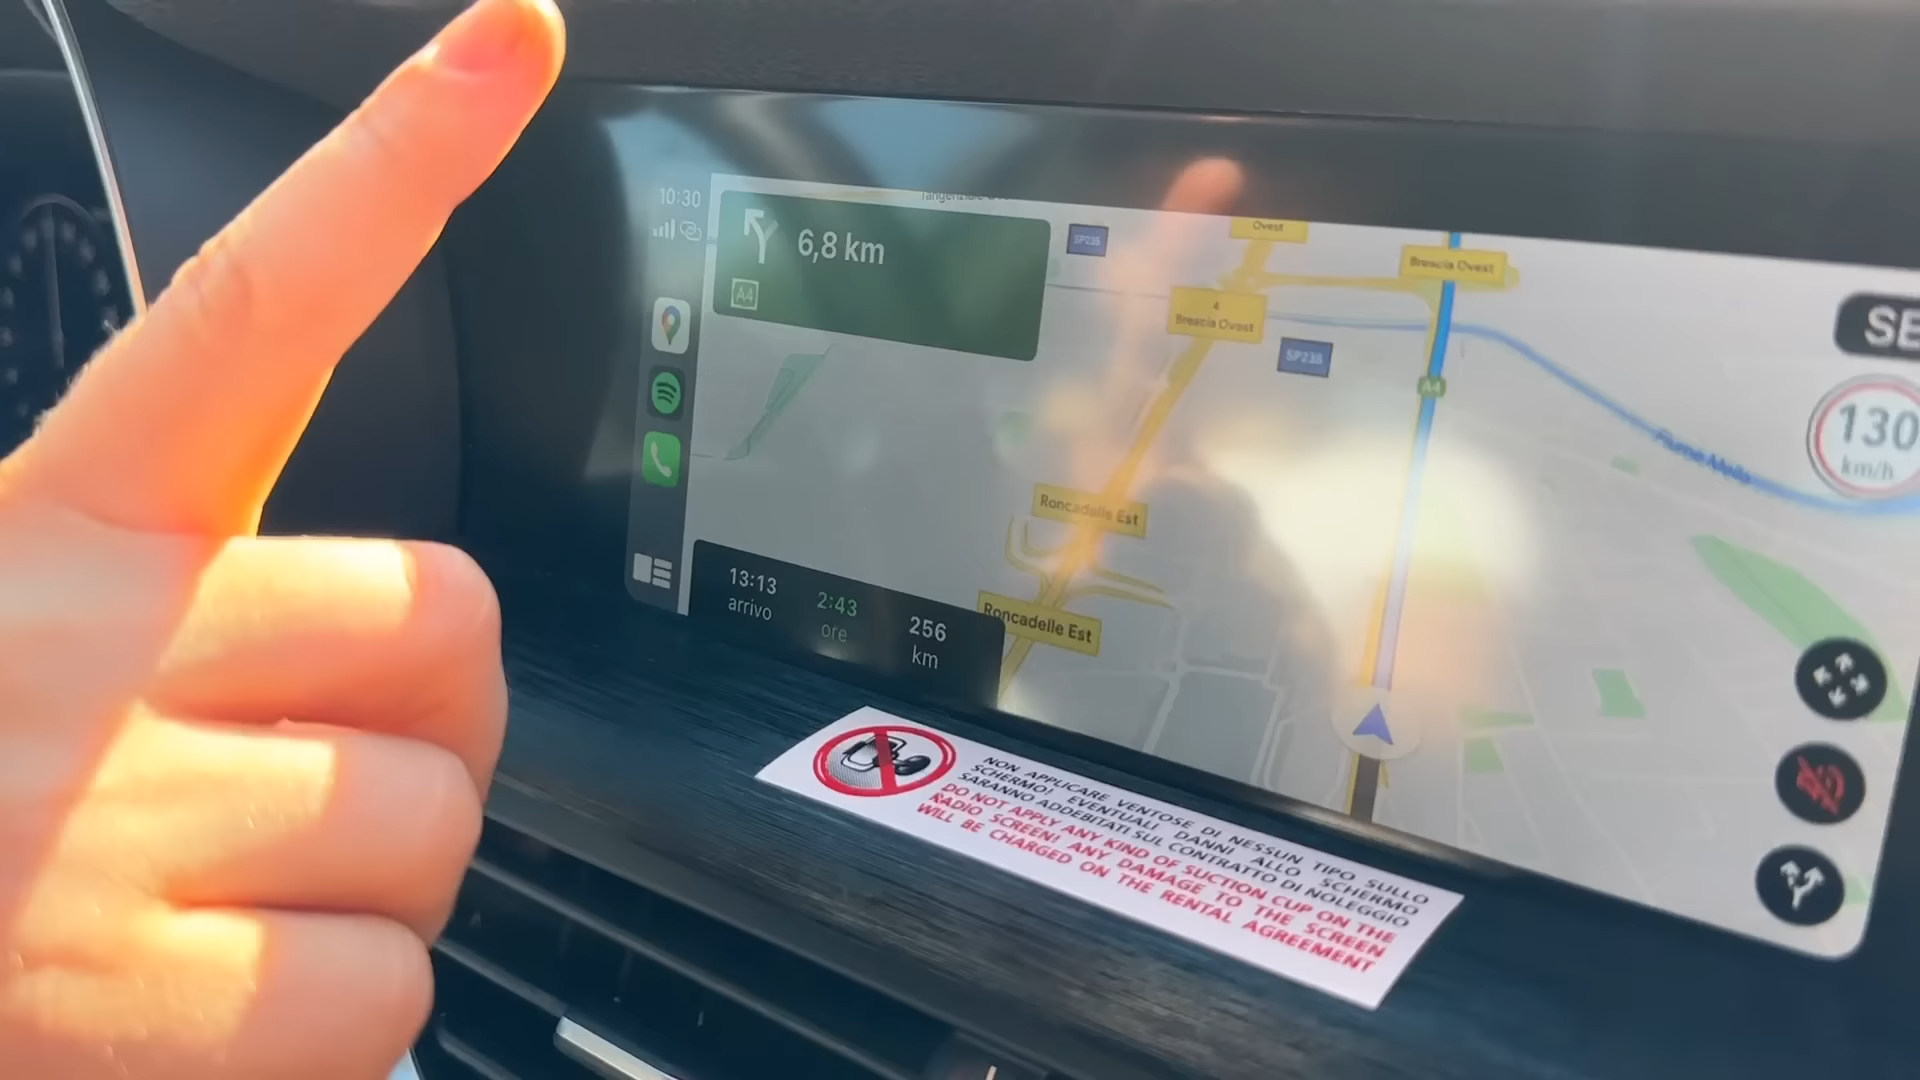 10:30
6,8 km
A4
SP235
Ovest
Brescia Ovest
4
Brescia Ovest
SP235
A4
SE
130
km/h
Fiume Mella
Roncadelle Est
Roncadelle Est
13:13
arrivo
2:43
ore
256
km
NON APPLICARE VENTOSE DI NESSUN TIPO SULLO
SCHERMO! EVENTUALI DANNI ALLO SCHERMO
SARANNO ADDEBITATI SUL CONTRATTO DI NOLEGGIO
DO NOT APPLY ANY KIND OF SUCTION CUP ON THE
RADIO SCREEN! ANY DAMAGE TO THE SCREEN
WILL BE CHARGED ON THE RENTAL AGREEMENT